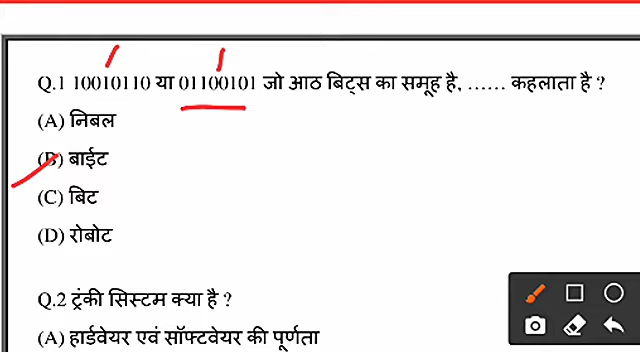 Q.1 10010110 या 01100101 जो आठ बिट्स का समूह है, …… कहलाता है ?
(A) निबल
(B) बाईट
(C) बिट
(D) रोबोट
Q.2 ट्रंकी सिस्टम क्या है ?
(A) हार्डवेयर एवं सॉफ्टवेयर की पूर्णता